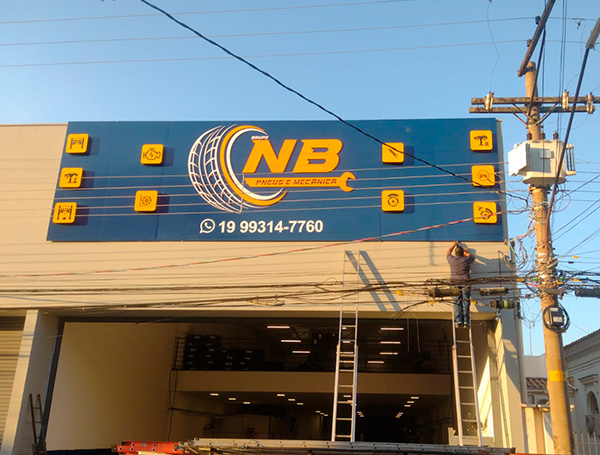 GRUPO
NB
PNEUS E MECÂNICA
19 99314-7760